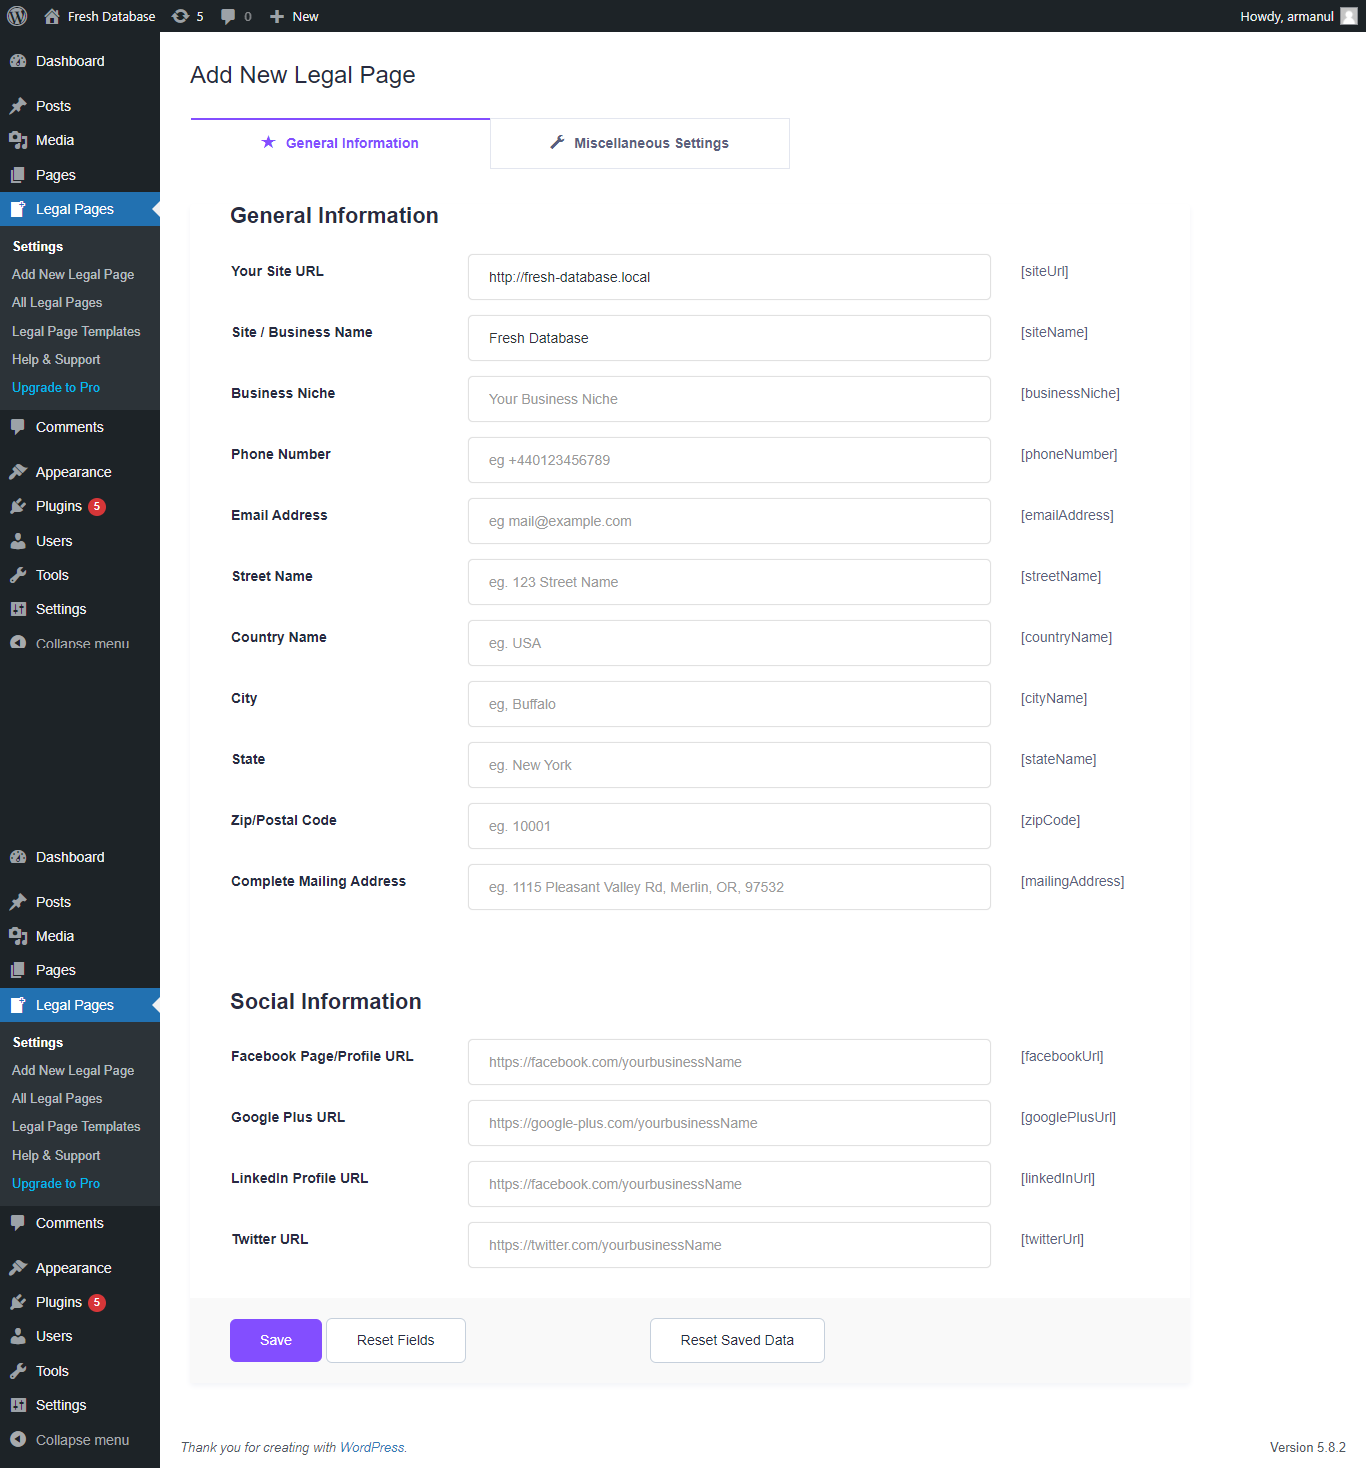 Fresh Database 5 0 New Howdy, armanul
Dashboard
Posts
Media
Pages
Legal Pages
Settings
Add New Legal Page
All Legal Pages
Legal Page Templates
Help & Support
Upgrade to Pro
Comments
Appearance
Plugins 5
Users
Tools
Settings
Collapse menu
Dashboard
Posts
Media
Pages
Legal Pages
Settings
Add New Legal Page
All Legal Pages
Legal Page Templates
Help & Support
Upgrade to Pro
Comments
Appearance
Plugins 5
Users
Tools
Settings
Collapse menu
Add New Legal Page
General Information Miscellaneous Settings
General Information
Your Site URL http://fresh-database.local [siteUrl]
Site / Business Name Fresh Database [siteName]
Business Niche Your Business Niche [businessNiche]
Phone Number eg +440123456789 [phoneNumber]
Email Address eg mail@example.com [emailAddress]
Street Name eg. 123 Street Name [streetName]
Country Name eg. USA [countryName]
City eg, Buffalo [cityName]
State eg. New York [stateName]
Zip/Postal Code eg. 10001 [zipCode]
Complete Mailing Address eg. 1115 Pleasant Valley Rd, Merlin, OR, 97532 [mailingAddress]
Social Information
Facebook Page/Profile URL https://facebook.com/yourbusinessName [facebookUrl]
Google Plus URL https://google-plus.com/yourbusinessName [googlePlusUrl]
LinkedIn Profile URL https://facebook.com/yourbusinessName [linkedInUrl]
Twitter URL https://twitter.com/yourbusinessName [twitterUrl]
Save Reset Fields Reset Saved Data
Thank you for creating with WordPress. Version 5.8.2